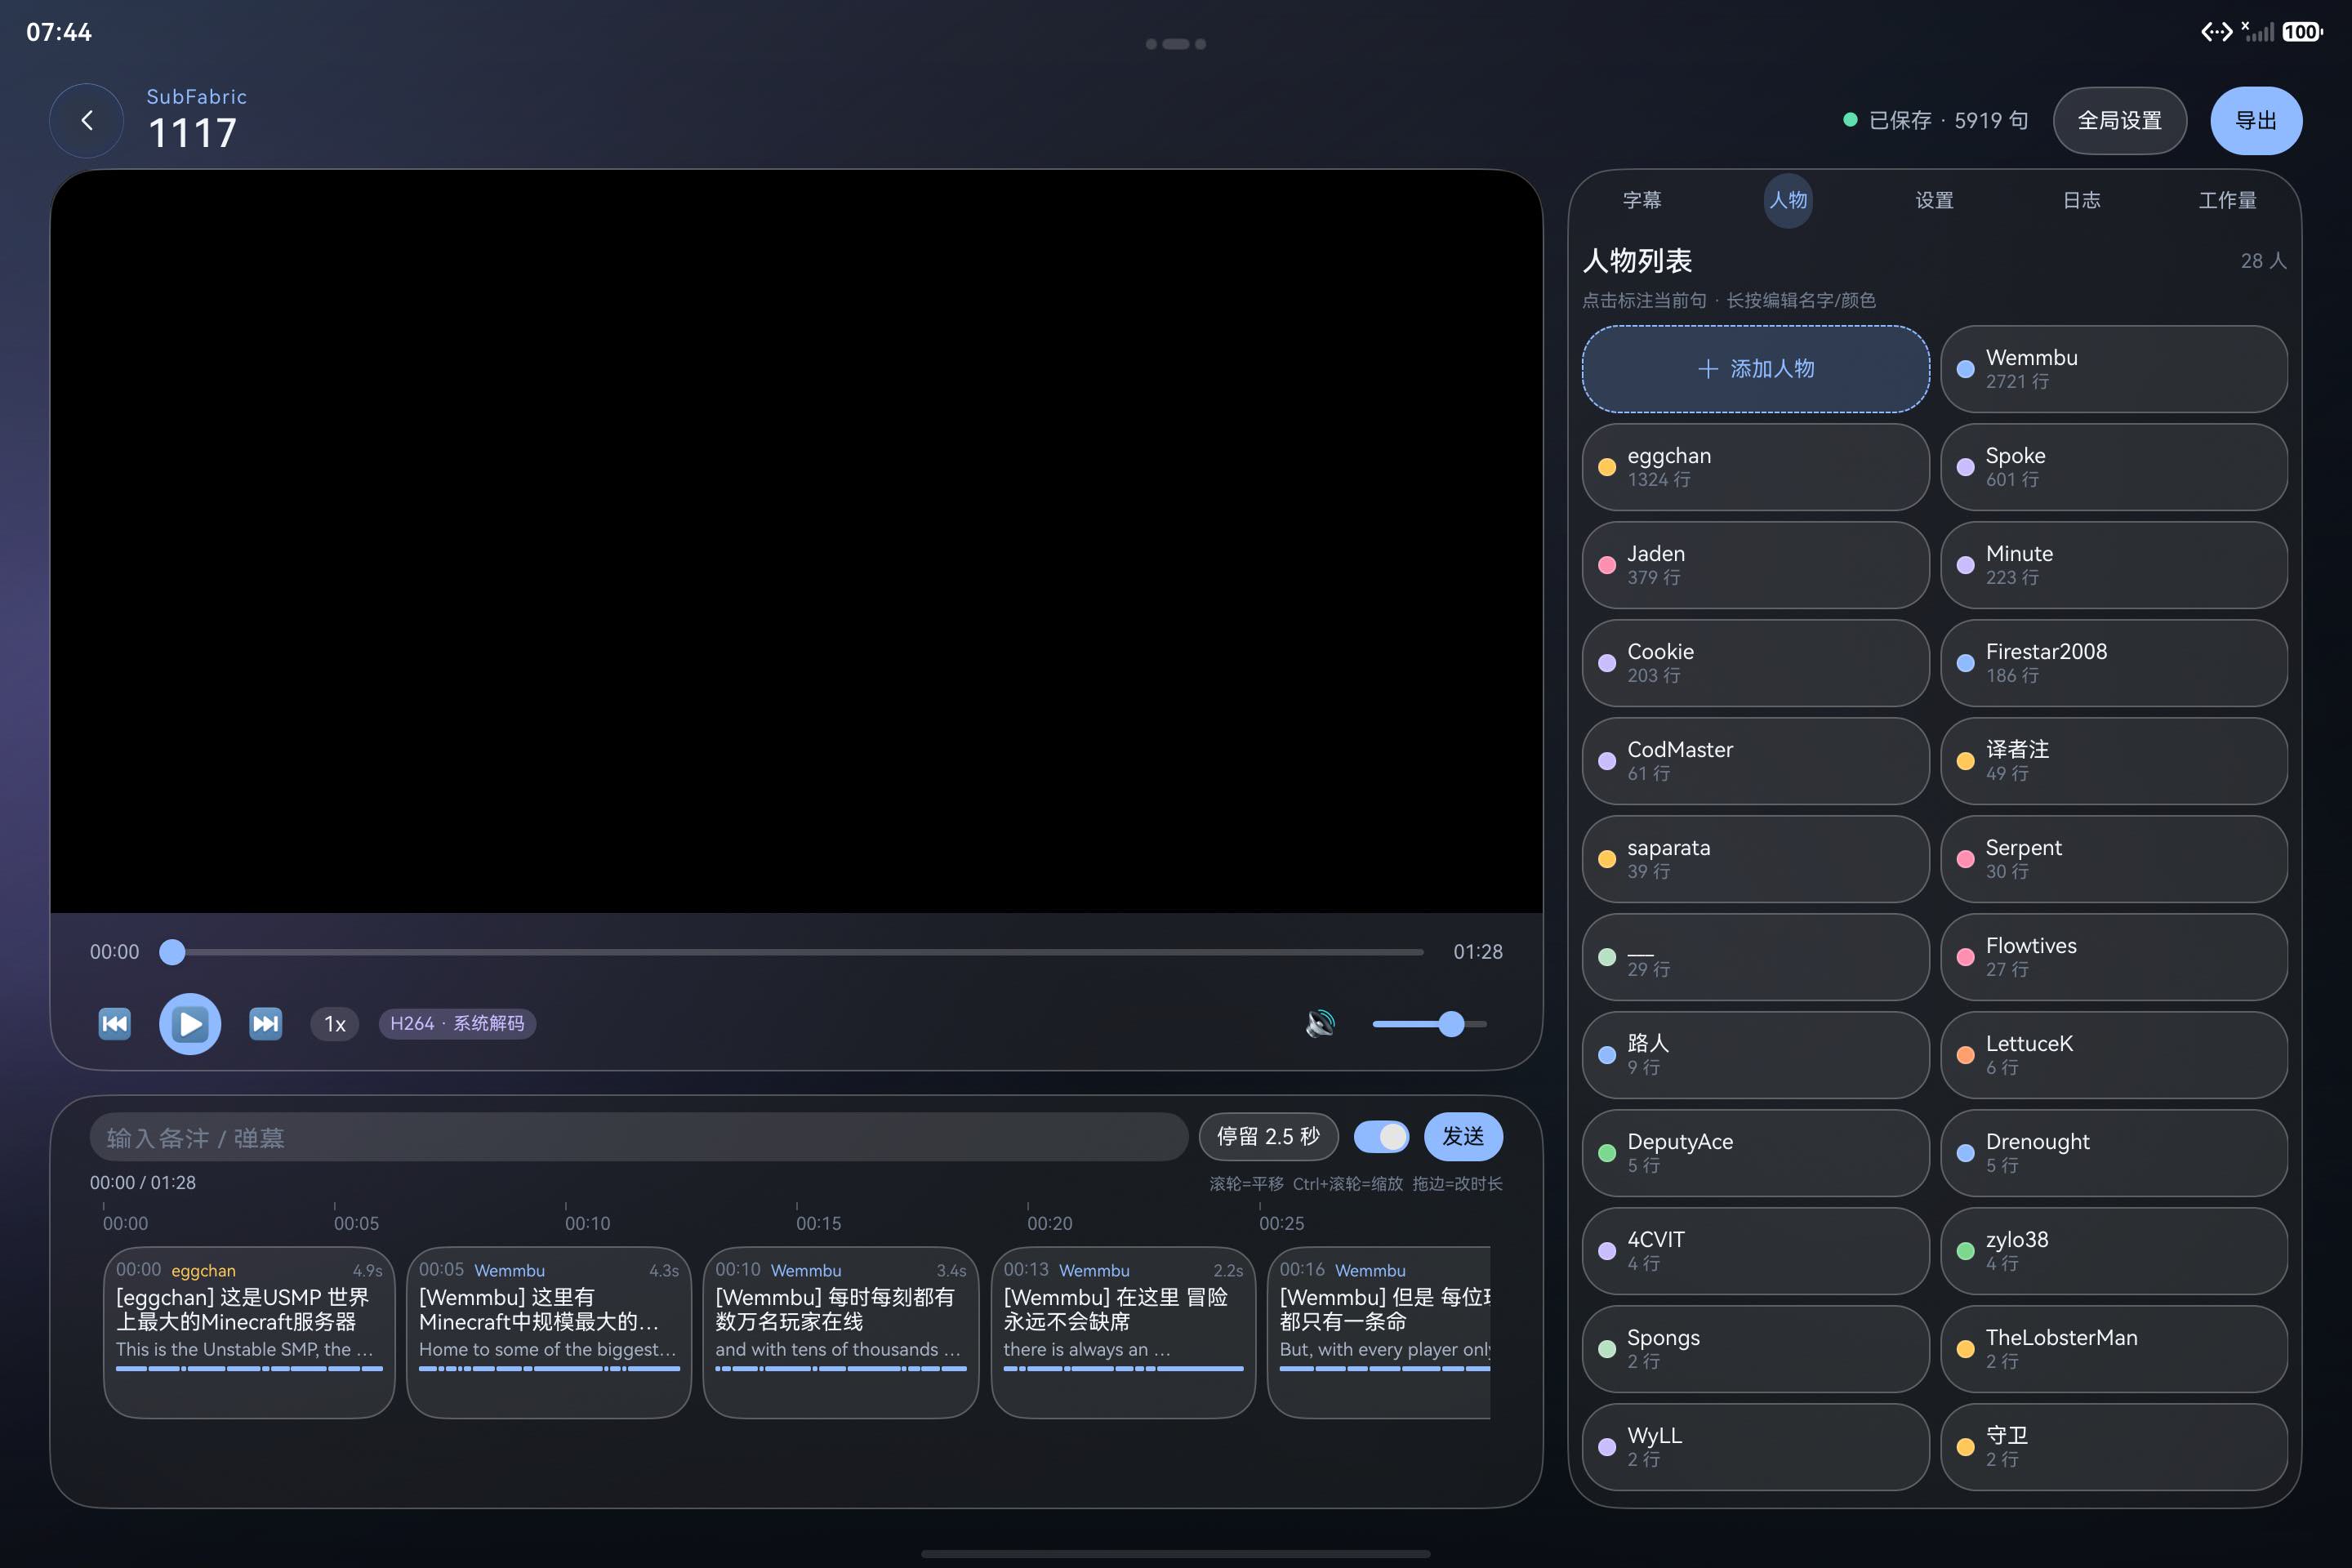 07:44
100
SubFabric
1117
已保存 · 5919 句
全局设置
导出
字幕
人物
设置
日志
工作量
人物列表
28 人
点击标注当前句 · 长按编辑名字/颜色
添加人物
Wemmbu
2721 行
eggchan
1324 行
Spoke
601 行
Jaden
379 行
Minute
223 行
Cookie
203 行
Firestar2008
186 行
CodMaster
61 行
译者注
49 行
saparata
39 行
Serpent
30 行
__
29 行
Flowtives
27 行
路人
9 行
LettuceK
6 行
DeputyAce
5 行
Drenought
5 行
4CVIT
4 行
zylo38
4 行
Spongs
2 行
TheLobsterMan
2 行
WyLL
2 行
守卫
2 行
00:00
01:28
1x
H264 · 系统解码
输入备注 / 弹幕
停留 2.5 秒
发送
00:00 / 01:28
滚轮=平移 Ctrl+滚轮=缩放 拖边=改时长
00:00
00:05
00:10
00:15
00:20
00:25
00:00 eggchan 4.9s
[eggchan] 这是USMP 世界
上最大的Minecraft服务器
This is the Unstable SMP, the ...
00:05 Wemmbu 4.3s
[Wemmbu] 这里有
Minecraft中规模最大的...
Home to some of the biggest...
00:10 Wemmbu 3.4s
[Wemmbu] 每时每刻都有
数万名玩家在线
and with tens of thousands ...
00:13 Wemmbu 2.2s
[Wemmbu] 在这里 冒险
永远不会缺席
there is always an ...
00:16 Wemmbu
[Wemmbu] 但是 每位
都只有一条命
But, with every player only